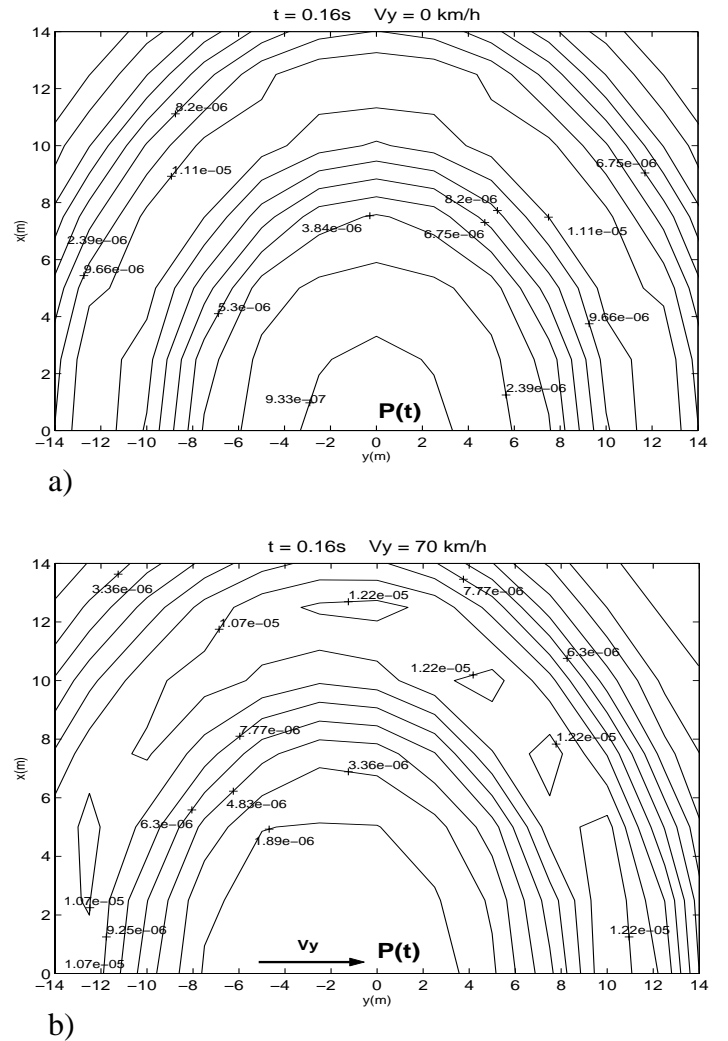 t = 0.16s Vy = 0 km/h
14
12
10
8
6
4
2
0
x(m)
8.2e−06
1.11e−05
6.75e−06
8.2e−06
3.84e−06
6.75e−06
1.11e−05
2.39e−06
9.66e−06
5.3e−06
9.66e−06
9.33e−07
2.39e−06
P(t)
−14 −12 −10 −8 −6 −4 −2 0 2 4 6 8 10 12 14
y(m)
a)
t = 0.16s Vy = 70 km/h
14
12
10
8
6
4
2
0
x(m)
3.36e−06
7.77e−06
1.22e−05
1.07e−05
6.3e−06
1.22e−05
7.77e−06
1.22e−05
3.36e−06
4.83e−06
6.3e−06
1.89e−06
1.07e−05
9.25e−06
1.22e−05
1.07e−05
Vy
P(t)
−14 −12 −10 −8 −6 −4 −2 0 2 4 6 8 10 12 14
y(m)
b)